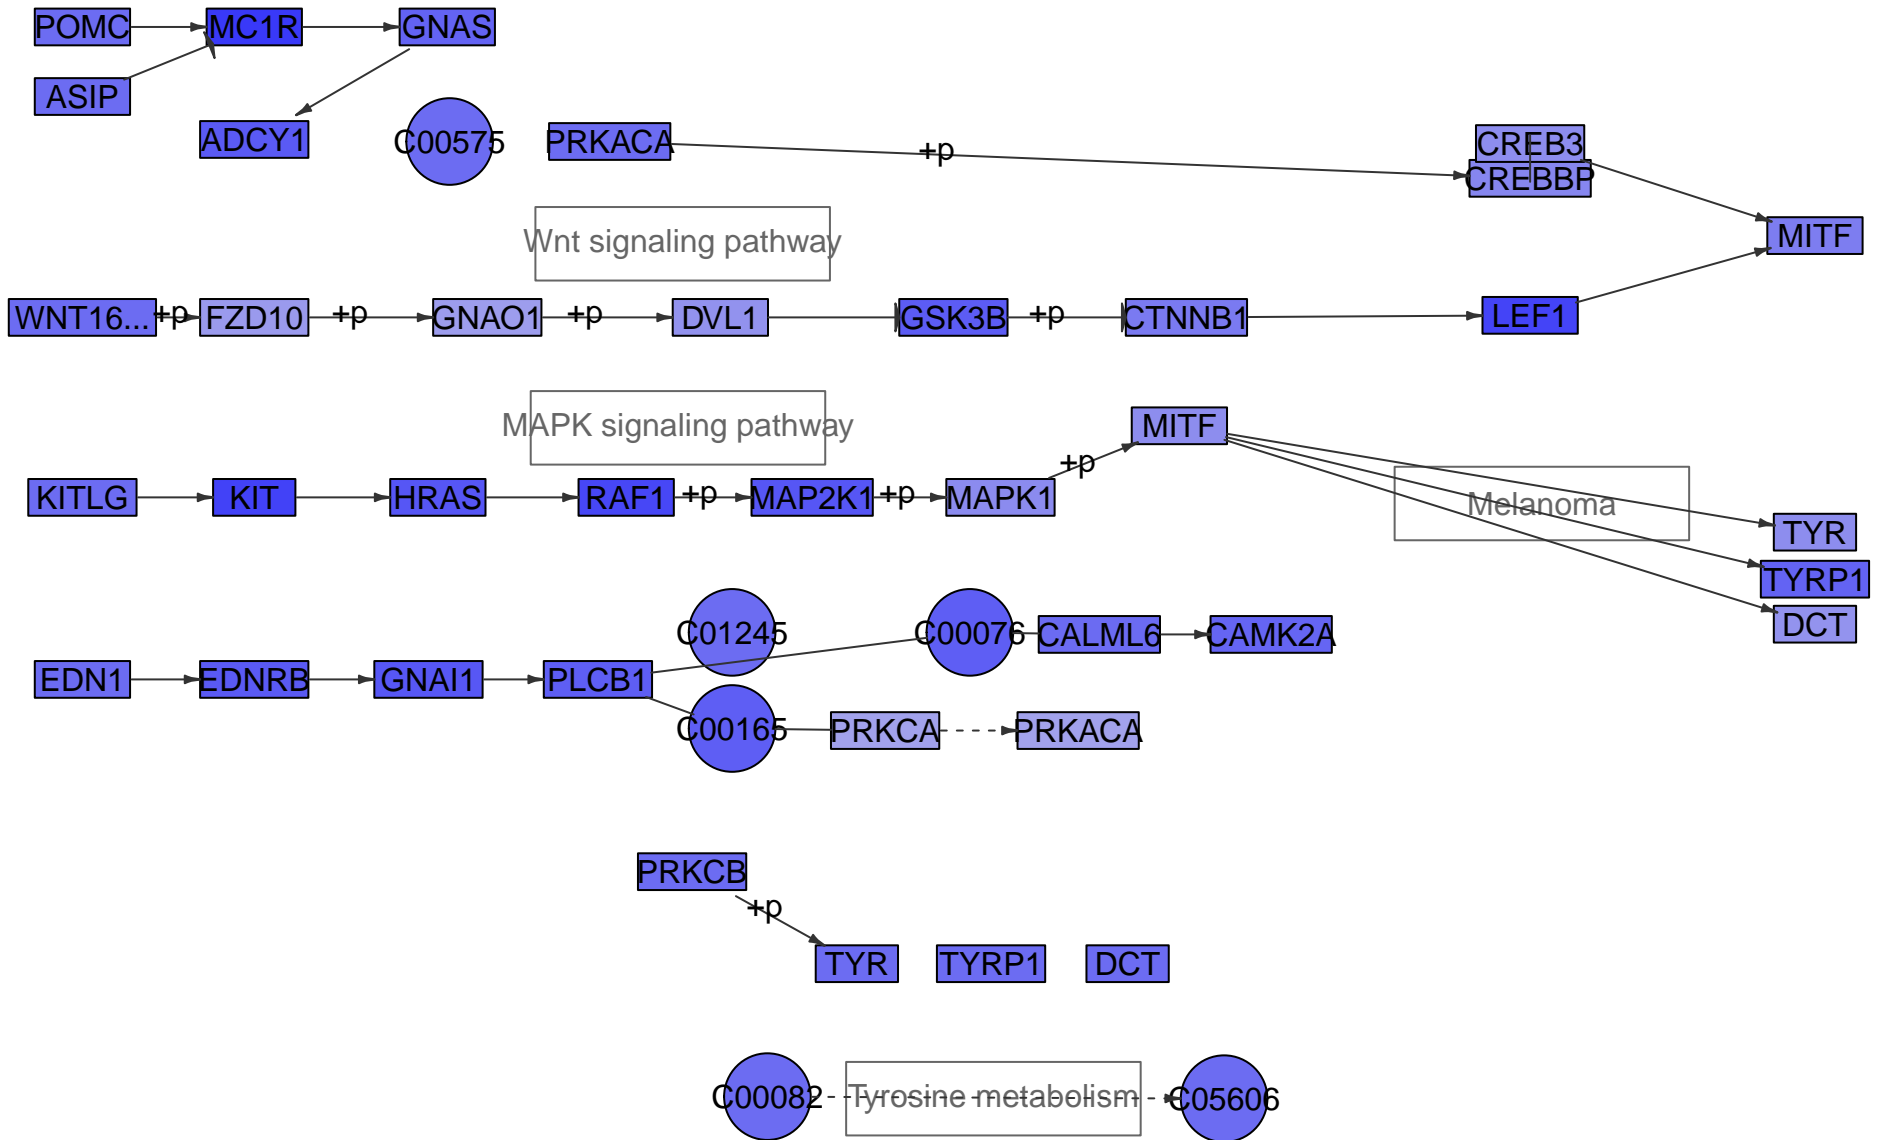 POMC
MC1R
GNAS
ASIP
ADCY1
C00575
PRKACA
+p
CREB3
CREBBP
Wnt signaling pathway
MITF
WNT16...
+p
FZD10
+p
GNAO1
+p
DVL1
GSK3B
+p
CTNNB1
LEF1
MAPK signaling pathway
MITF
+p
KITLG
KIT
HRAS
RAF1
+p
MAP2K1
+p
MAPK1
Melanoma
TYR
TYRP1
DCT
C01245
C00076
CALML6
CAMK2A
EDN1
EDNRB
GNAI1
PLCB1
C00165
PRKCA
PRKACA
PRKCB
+p
TYR
TYRP1
DCT
C00082
Tyrosine metabolism
C05606